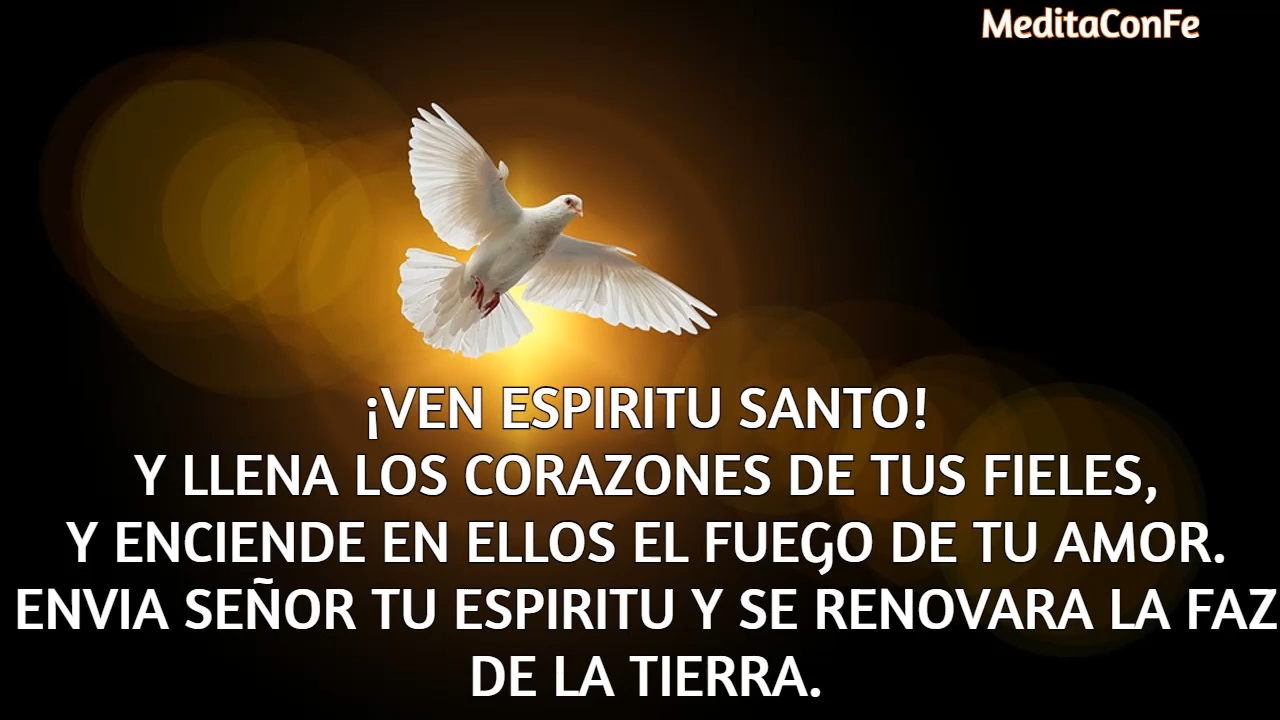 MeditaConFe
¡VEN ESPIRITU SANTO!
Y LLENA LOS CORAZONES DE TUS FIELES,
Y ENCIENDE EN ELLOS EL FUEGO DE TU AMOR.
ENVIA SEÑOR TU ESPIRITU Y SE RENOVARA LA FAZ
DE LA TIERRA.